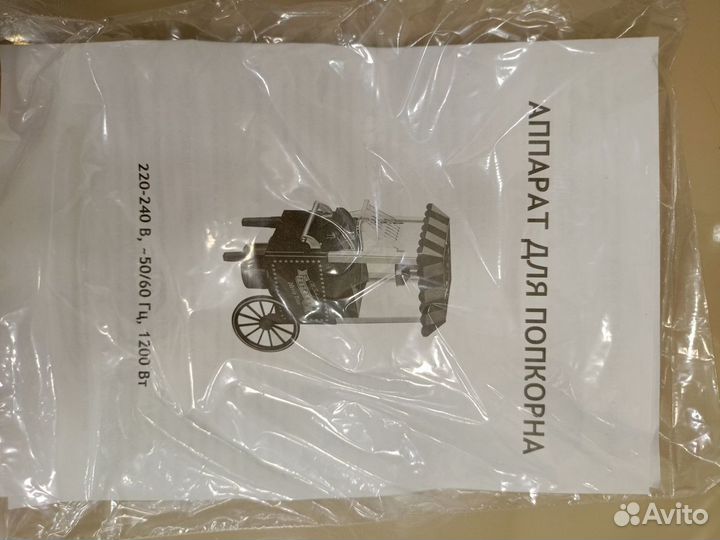 АППАРАТ ДЛЯ ПОПКОРНА
220-240 В, ~50/60 Гц, 1200 Вт
Avito